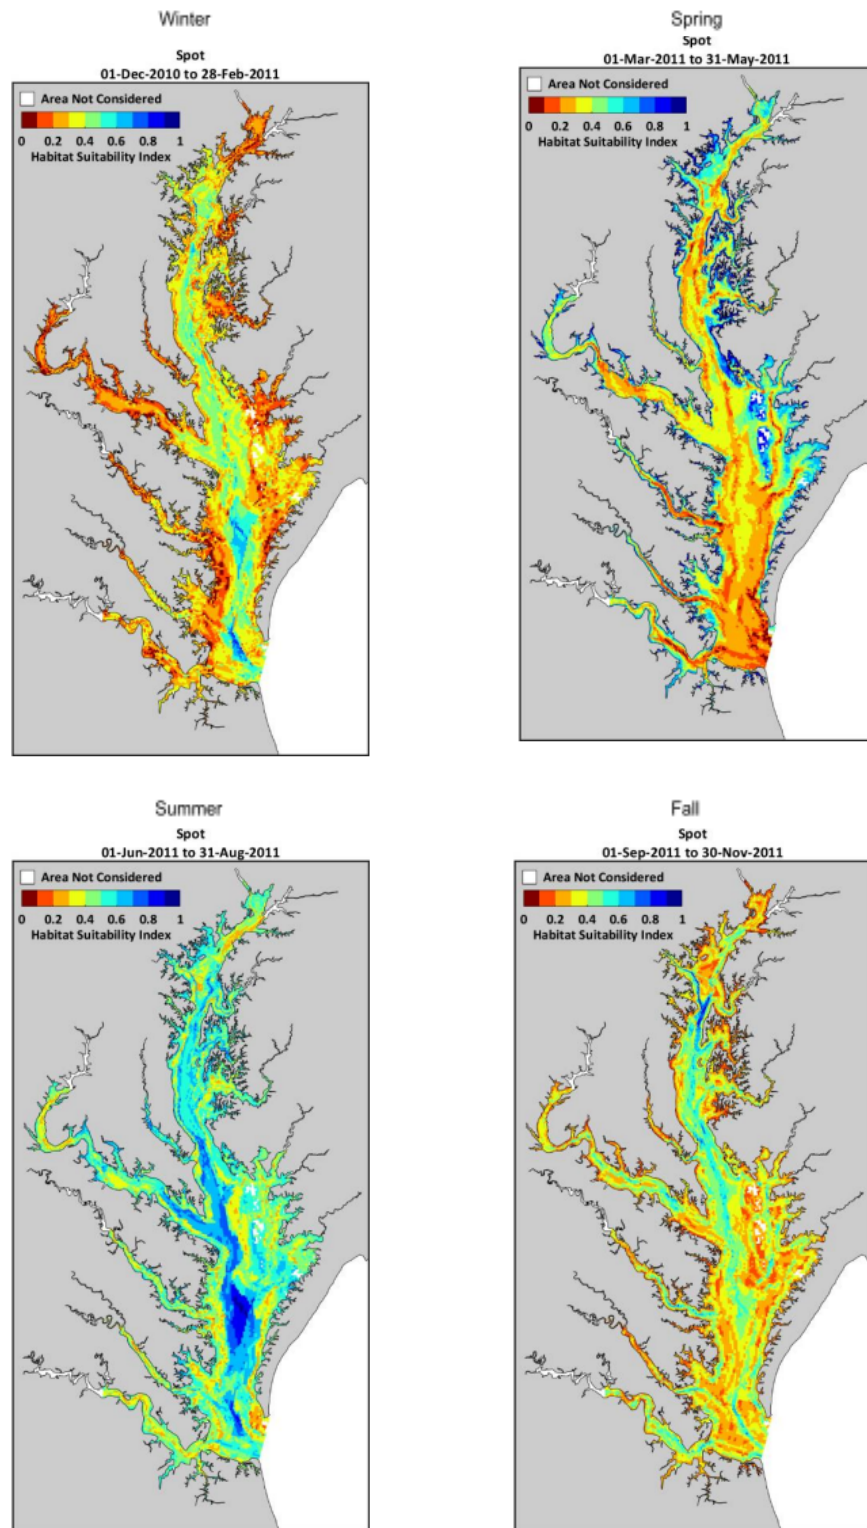 Winter
Spot
01-Dec-2010 to 28-Feb-2011
Area Not Considered
0 0.2 0.4 0.6 0.8 1
Habitat Suitability Index
Spring
Spot
01-Mar-2011 to 31-May-2011
Area Not Considered
0 0.2 0.4 0.6 0.8 1
Habitat Suitability Index
Summer
Spot
01-Jun-2011 to 31-Aug-2011
Area Not Considered
0 0.2 0.4 0.6 0.8 1
Habitat Suitability Index
Fall
Spot
01-Sep-2011 to 30-Nov-2011
Area Not Considered
0 0.2 0.4 0.6 0.8 1
Habitat Suitability Index